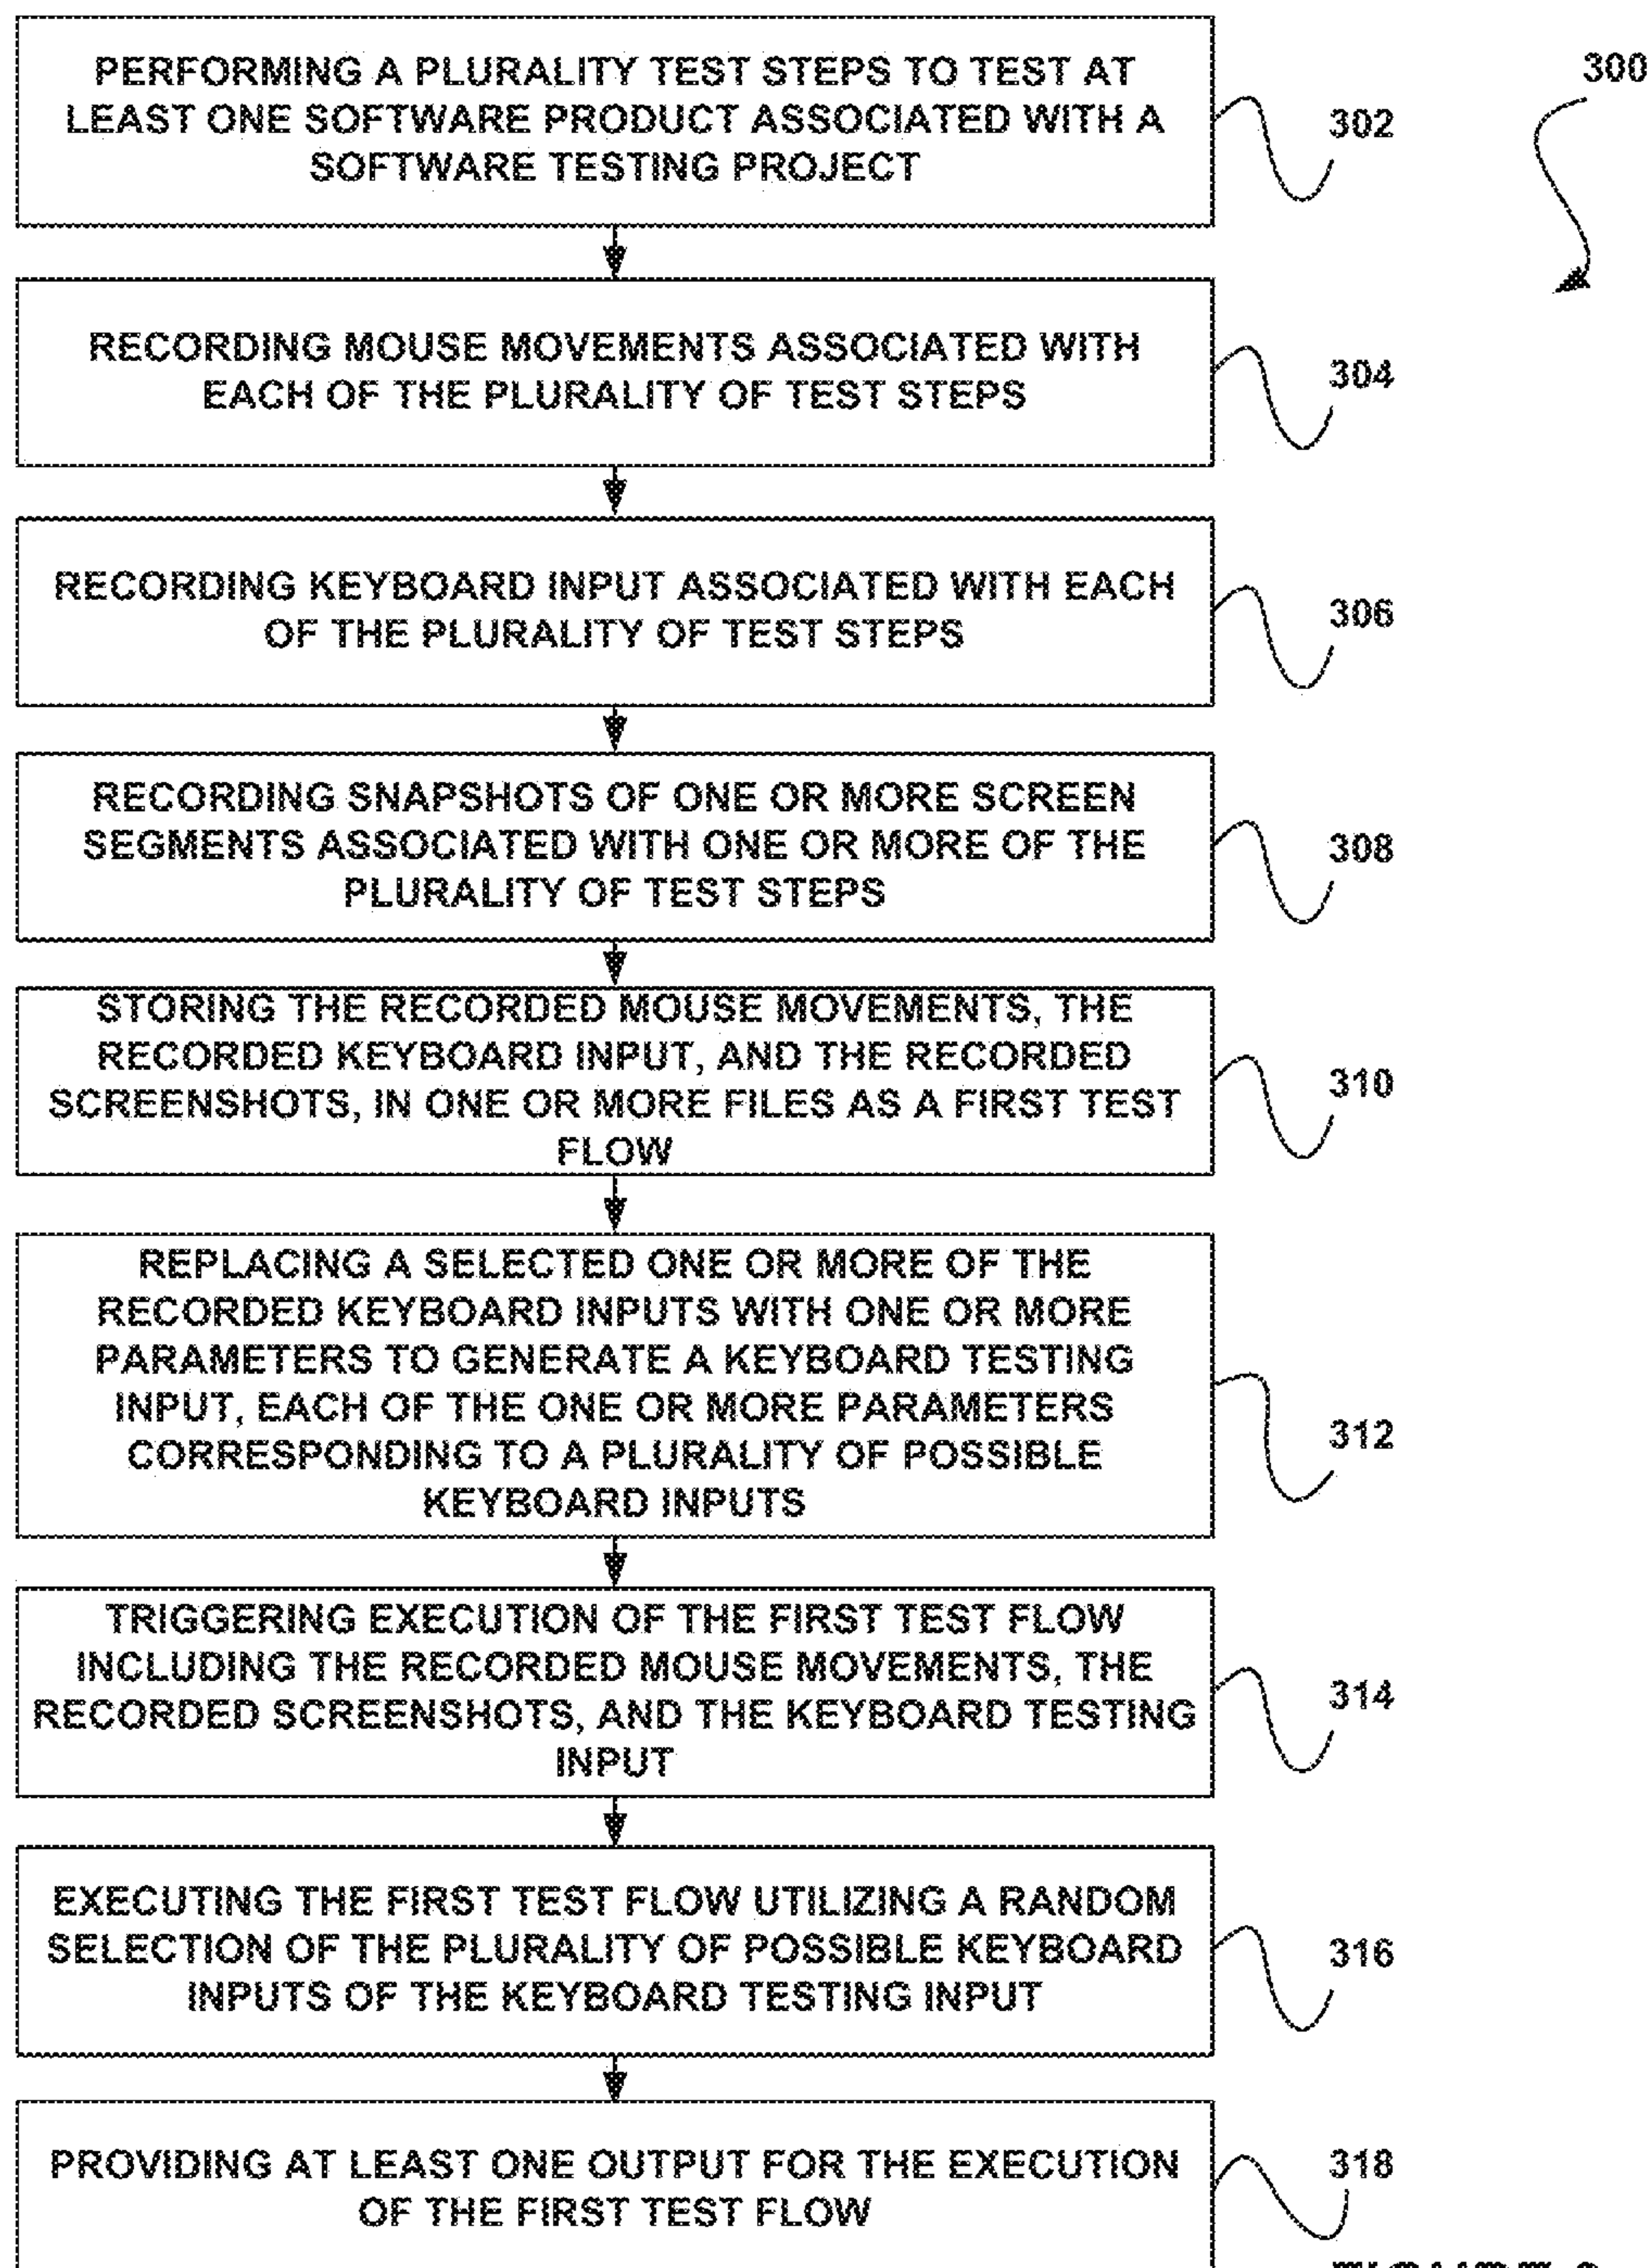 PERFORMING A PLURALITY TEST STEPS TO TEST AT
LEAST ONE SOFTWARE PRODUCT ASSOCIATED WITH A
SOFTWARE TESTING PROJECT
300
302
RECORDING MOUSE MOVEMENTS ASSOCIATED WITH
EACH OF THE PLURALITY OF TEST STEPS
304
RECORDING KEYBOARD INPUT ASSOCIATED WITH EACH
OF THE PLURALITY OF TEST STEPS
306
RECORDING SNAPSHOTS OF ONE OR MORE SCREEN
SEGMENTS ASSOCIATED WITH ONE OR MORE OF THE
PLURALITY OF TEST STEPS
308
STORING THE RECORDED MOUSE MOVEMENTS, THE
RECORDED KEYBOARD INPUT, AND THE RECORDED
SCREENSHOTS, IN ONE OR MORE FILES AS A FIRST TEST
FLOW
310
REPLACING A SELECTED ONE OR MORE OF THE
RECORDED KEYBOARD INPUTS WITH ONE OR MORE
PARAMETERS TO GENERATE A KEYBOARD TESTING
INPUT, EACH OF THE ONE OR MORE PARAMETERS
CORRESPONDING TO A PLURALITY OF POSSIBLE
KEYBOARD INPUTS
312
TRIGGERING EXECUTION OF THE FIRST TEST FLOW
INCLUDING THE RECORDED MOUSE MOVEMENTS, THE
RECORDED SCREENSHOTS, AND THE KEYBOARD TESTING
INPUT
314
EXECUTING THE FIRST TEST FLOW UTILIZING A RANDOM
SELECTION OF THE PLURALITY OF POSSIBLE KEYBOARD
INPUTS OF THE KEYBOARD TESTING INPUT
316
PROVIDING AT LEAST ONE OUTPUT FOR THE EXECUTION
OF THE FIRST TEST FLOW
318